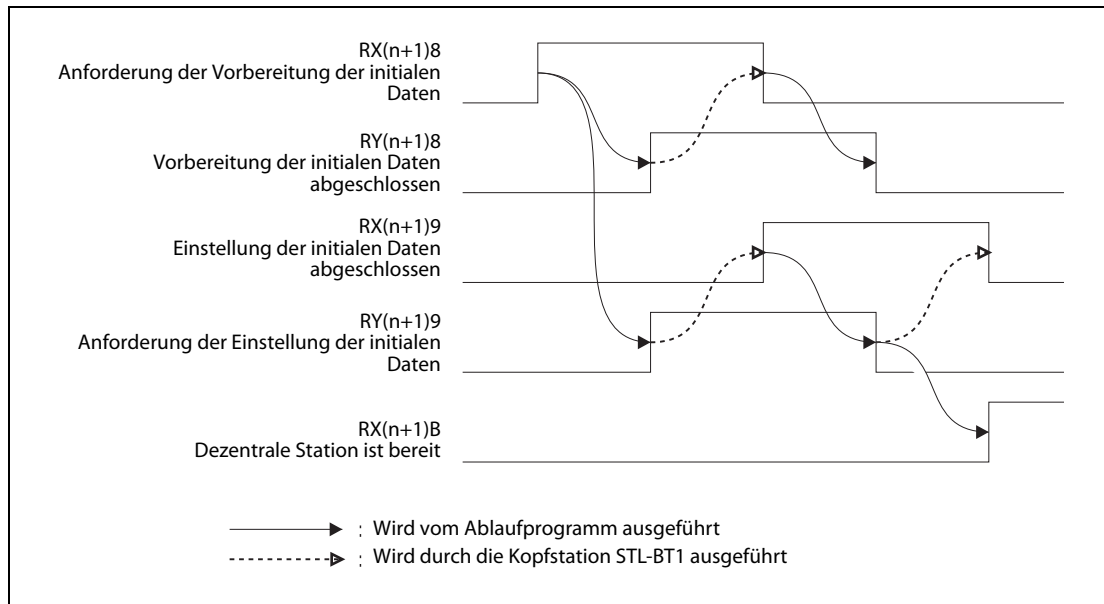 RX(n+1)8
Anforderung der Vorbereitung der initialen
Daten
RY(n+1)8
Vorbereitung der initialen Daten
abgeschlossen
RX(n+1)9
Einstellung der initialen Daten
abgeschlossen
RY(n+1)9
Anforderung der Einstellung der initialen
Daten
RX(n+1)B
Dezentrale Station ist bereit
: Wird vom Ablaufprogramm ausgeführt
: Wird durch die Kopfstation STL-BT1 ausgeführt